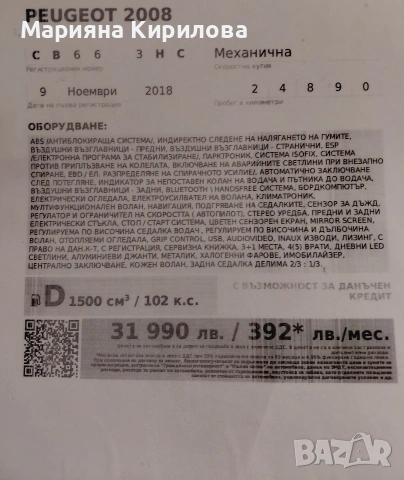 PEUGEOT 2008
Марияна Кирилова
СВ66 3НС Механична
Регистрационен номер Скоростна кутия
9 Ноември 2018 24890
Дата на първа регистрация Пробег в километри
ОБОРУДВАНЕ:
ABS /АНТИБЛОКИРАЩА СИСТЕМА/, ИНДИРЕКТНО СЛЕДЕНЕ НА НАЛЯГАНЕТО НА ГУМИТЕ,
ВЪЗДУШНИ ВЪЗГЛАВНИЦИ - ПРЕДНИ, ВЪЗДУШНИ ВЪЗГЛАВНИЦИ - СТРАНИЧНИ, ESP
/ЕЛЕКТРОННА ПРОГРАМА ЗА СТАБИЛИЗИРАНЕ/, ПАРКТРОНИК, СИСТЕМА ISOFIX, СИСТЕМА
ПРОТИВ ПРИПЛЪЗВАНЕ НА КОЛЕЛАТА, ВКЛЮЧВАНЕ НА АВАРИЙНИТЕ СВЕТЛИНИ ПРИ ВНЕЗАПНО
СПИРАНЕ, EBD / ЕЛ. РАЗПРЕДЕЛЯНЕ НА СПИРАЧНОТО УСИЛИЕ/, АВТОМАТИЧНО ЗАКЛЮЧВАНЕ
СЛЕД ПОТЕГЛЯНЕ, ИНДИКАТОР ЗА НЕПОСТАВЕН КОЛАН НА ВОДАЧА И ПЪТНИКА ДО ВОДАЧА,
ВЪЗДУШНИ ВЪЗГЛАВНИЦИ - ЗАДНИ, BLUETOOTH \ HANDSFREE СИСТЕМА, БОРДКОМПЮТЪР,
ЕЛЕКТРИЧЕСКИ ОГЛЕДАЛА, ЕЛЕКТРОУСИЛВАТЕЛ НА ВОЛАНА, КЛИМАТРОНИК,
МУЛТИФУНКЦИОНАЛЕН ВОЛАН, НАВИГАЦИЯ, ПОДГРЯВАНЕ НА СЕДАЛКИТЕ, СЕНЗОР ЗА ДЪЖД,
РЕГУЛАТОР И ОГРАНИЧИТЕЛ НА СКОРОСТТА ( АВТОПИЛОТ), СТЕРЕО УРЕДБА, ПРЕДНИ И ЗАДНИ
ЕЛЕКТРИЧЕСКИ СТЪКЛА, СТОП / СТАРТ СИСТЕМА, ЦВЕТЕН СЕНЗОРЕН ЕКРАН, MIRROR SCREEN,
РЕГУЛИРУЕМА ПО ВИСОЧИНА СЕДАЛКА ВОДАЧ, РЕГУЛИРУЕМ ПО ВИСОЧИНА И ДЪЛБОЧИНА
ВОЛАН, ОТОПЛЯЕМИ ОГЛЕДАЛА, GRIP CONTROL, USB, AUDIO\VIDEO, IN\AUX ИЗВОДИ, ЛИЗИНГ, С
ПРАВО НА ДАН.К-Т, С РЕГИСТРАЦИЯ, СЕРВИЗНА КНИЖКА, 3+1 МЕСТА, 4(5) ВРАТИ, ДНЕВНИ LED
СВЕТЛИНИ, АЛУМИНИЕВИ ДЖАНТИ, МЕТАЛИК, ХАЛОГЕННИ ФАРОВЕ, ИМОБИЛАЙЗЕР,
ЦЕНТРАЛНО ЗАКЛЮЧВАНЕ, КОЖЕН ВОЛАН, ЗАДНА СЕДАЛКА ДЕЛИМА 2/3 : 1/3.
D 1500 см³ / 102 к.с.
С ВЪЗМОЖНОСТ ЗА ДАНЪЧЕН
КРЕДИТ
31 990 лв. / 392* лв./мес.
BAZAR
bg